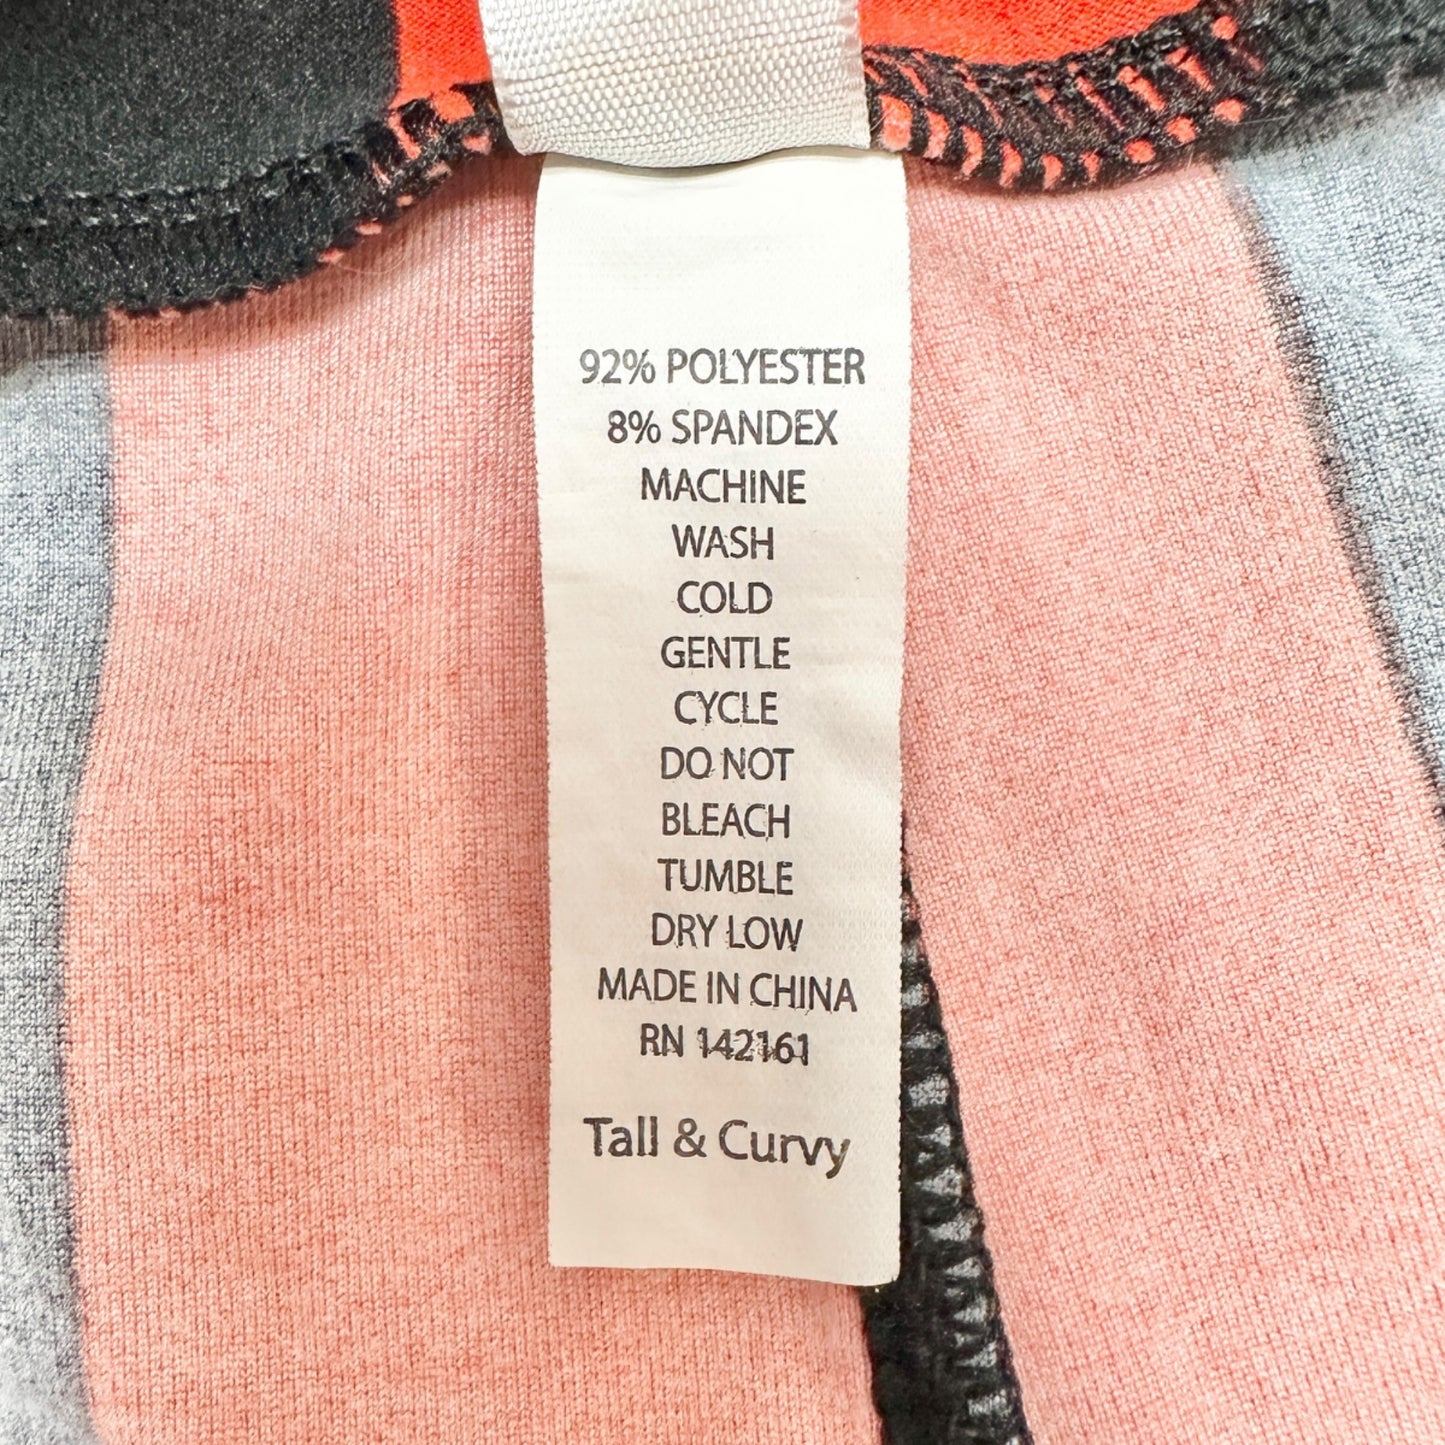 92% POLYESTER
8% SPANDEX
MACHINE
WASH
COLD
GENTLE
CYCLE
DO NOT
BLEACH
TUMBLE
DRY LOW
MADE IN CHINA
RN 142161
Tall & Curvy